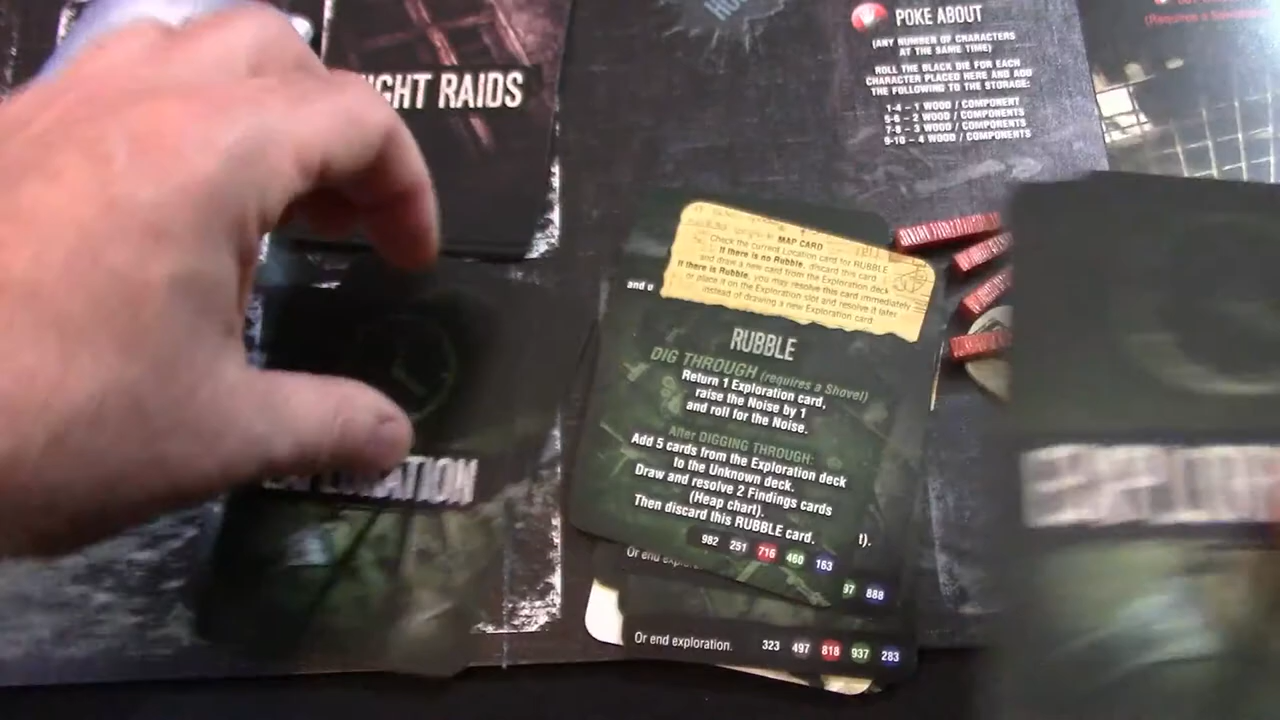 POKE ABOUT
(ANY NUMBER OF CHARACTERS
AT THE SAME TIME)
ROLL THE BLACK DIE FOR EACH
CHARACTER PLACED HERE AND ADD
THE FOLLOWING TO THE STORAGE:
1-4 – 1 WOOD / COMPONENT
5-6 – 2 WOOD / COMPONENTS
7-8 – 3 WOOD / COMPONENTS
9-10 – 4 WOOD / COMPONENTS
(Requires a
RAIDS
MAP CARD
Check the current Location card for RUBBLE
If there is no Rubble, discard this card
and draw a new card from the Exploration deck
If there is Rubble, you may resolve this card immediately
or place it on the Exploration slot and resolve it later
instead of drawing a new Exploration card
and u
RUBBLE
DIG THROUGH (requires a Shovel)
Return 1 Exploration card,
raise the Noise by 1
and roll for the Noise.
After DIGGING THROUGH:
Add 5 cards from the Exploration deck
to the Unknown deck.
Draw and resolve 2 Findings cards
(Heap chart).
Then discard this RUBBLE card.
t).
982 251 716 460 163
Or end explo
97 888
Or end exploration.
323 497 818 937 283